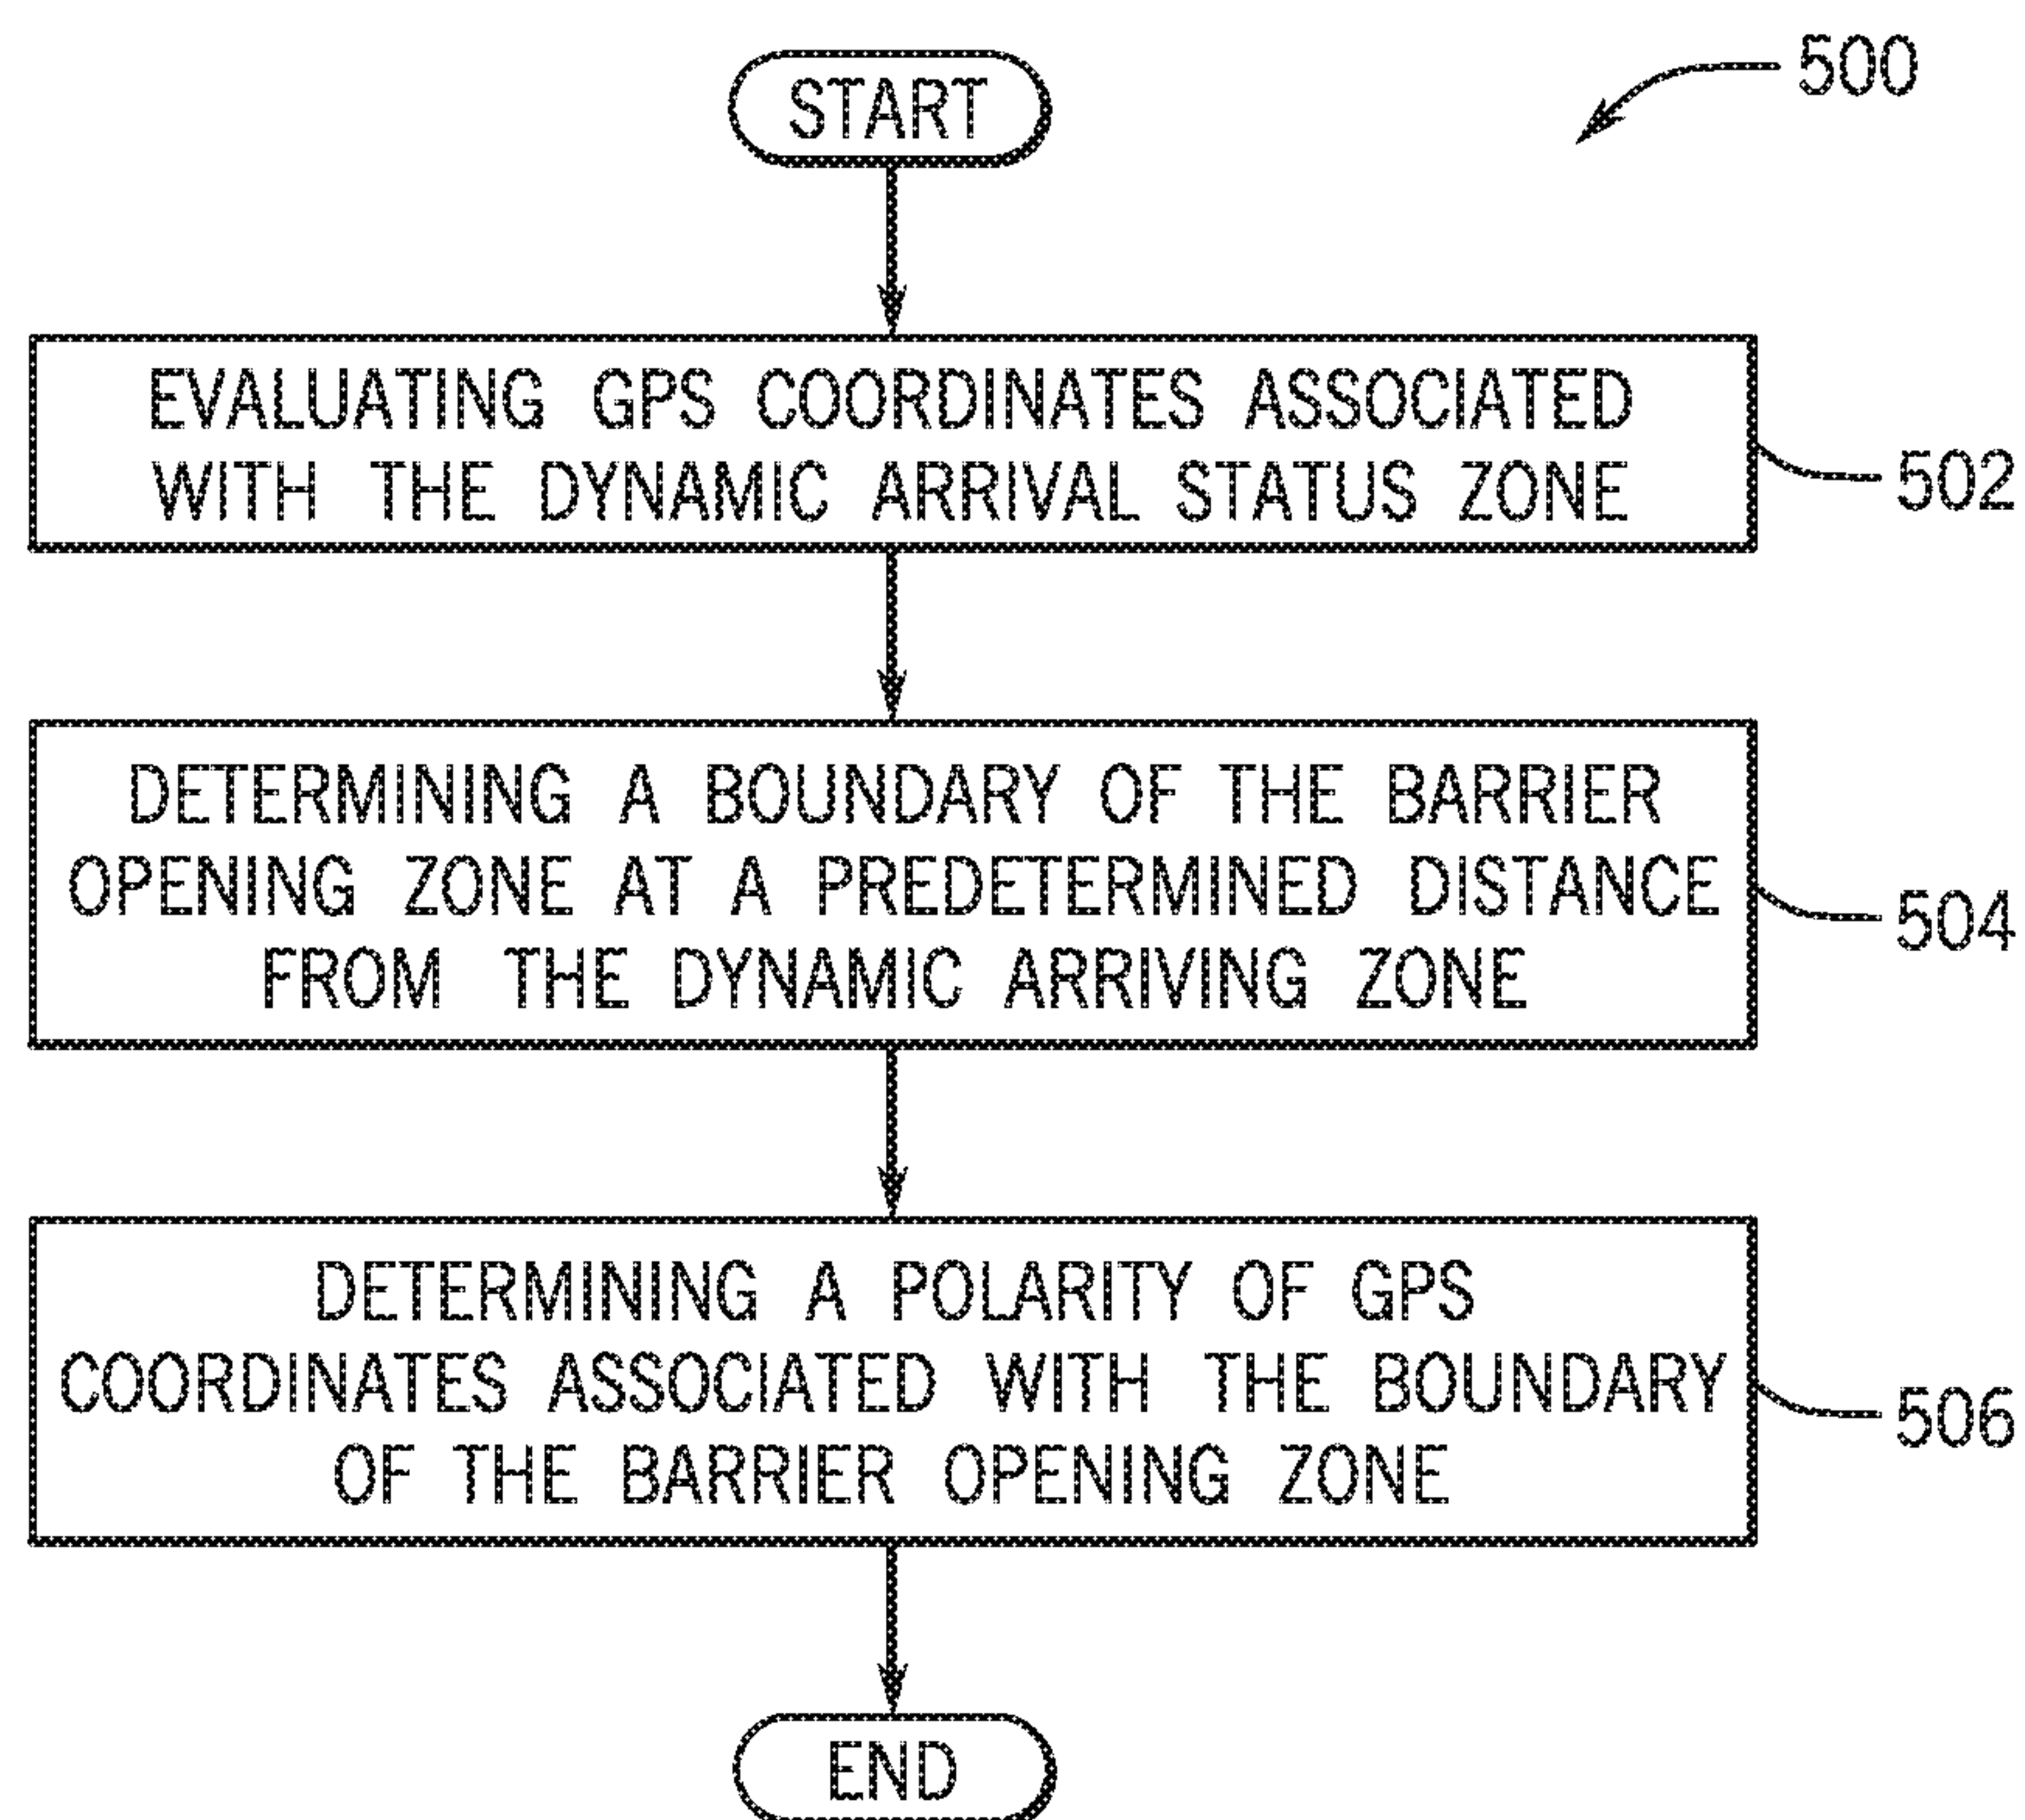 START
500
EVALUATING GPS COORDINATES ASSOCIATED
WITH THE DYNAMIC ARRIVAL STATUS ZONE
502
DETERMINING A BOUNDARY OF THE BARRIER
OPENING ZONE AT A PREDETERMINED DISTANCE
FROM THE DYNAMIC ARRIVING ZONE
504
DETERMINING A POLARITY OF GPS
COORDINATES ASSOCIATED WITH THE BOUNDARY
OF THE BARRIER OPENING ZONE
506
END